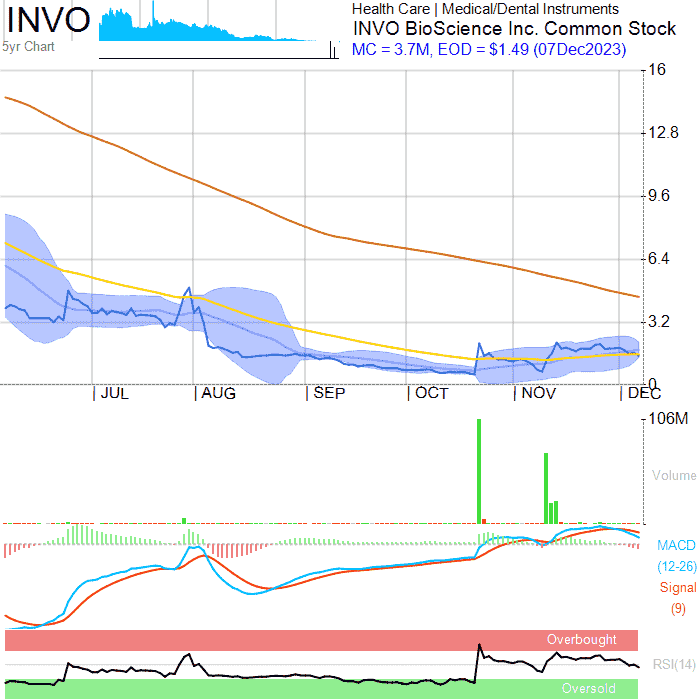 INVO
5yr Chart
Health Care | Medical/Dental Instruments
INVO BioScience Inc. Common Stock
MC = 3.7M, EOD = $1.49 (07Dec2023)
16
12.8
9.6
6.4
3.2
0
JUL AUG SEP OCT NOV DEC
106M
Volume
MACD
(12-26)
Signal
(9)
Overbought
RSI(14)
Oversold